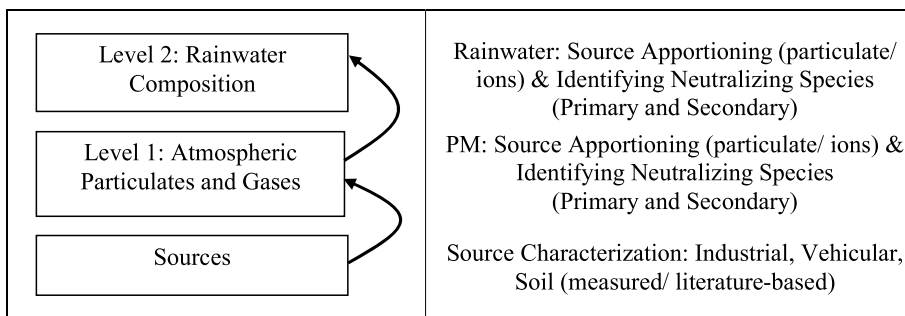 Level 2: Rainwater
Composition
Level 1: Atmospheric
Particulates and Gases
Sources
Rainwater: Source Apportioning (particulate/
ions) & Identifying Neutralizing Species
(Primary and Secondary)
PM: Source Apportioning (particulate/ ions) &
Identifying Neutralizing Species
(Primary and Secondary)
Source Characterization: Industrial, Vehicular,
Soil (measured/ literature-based)